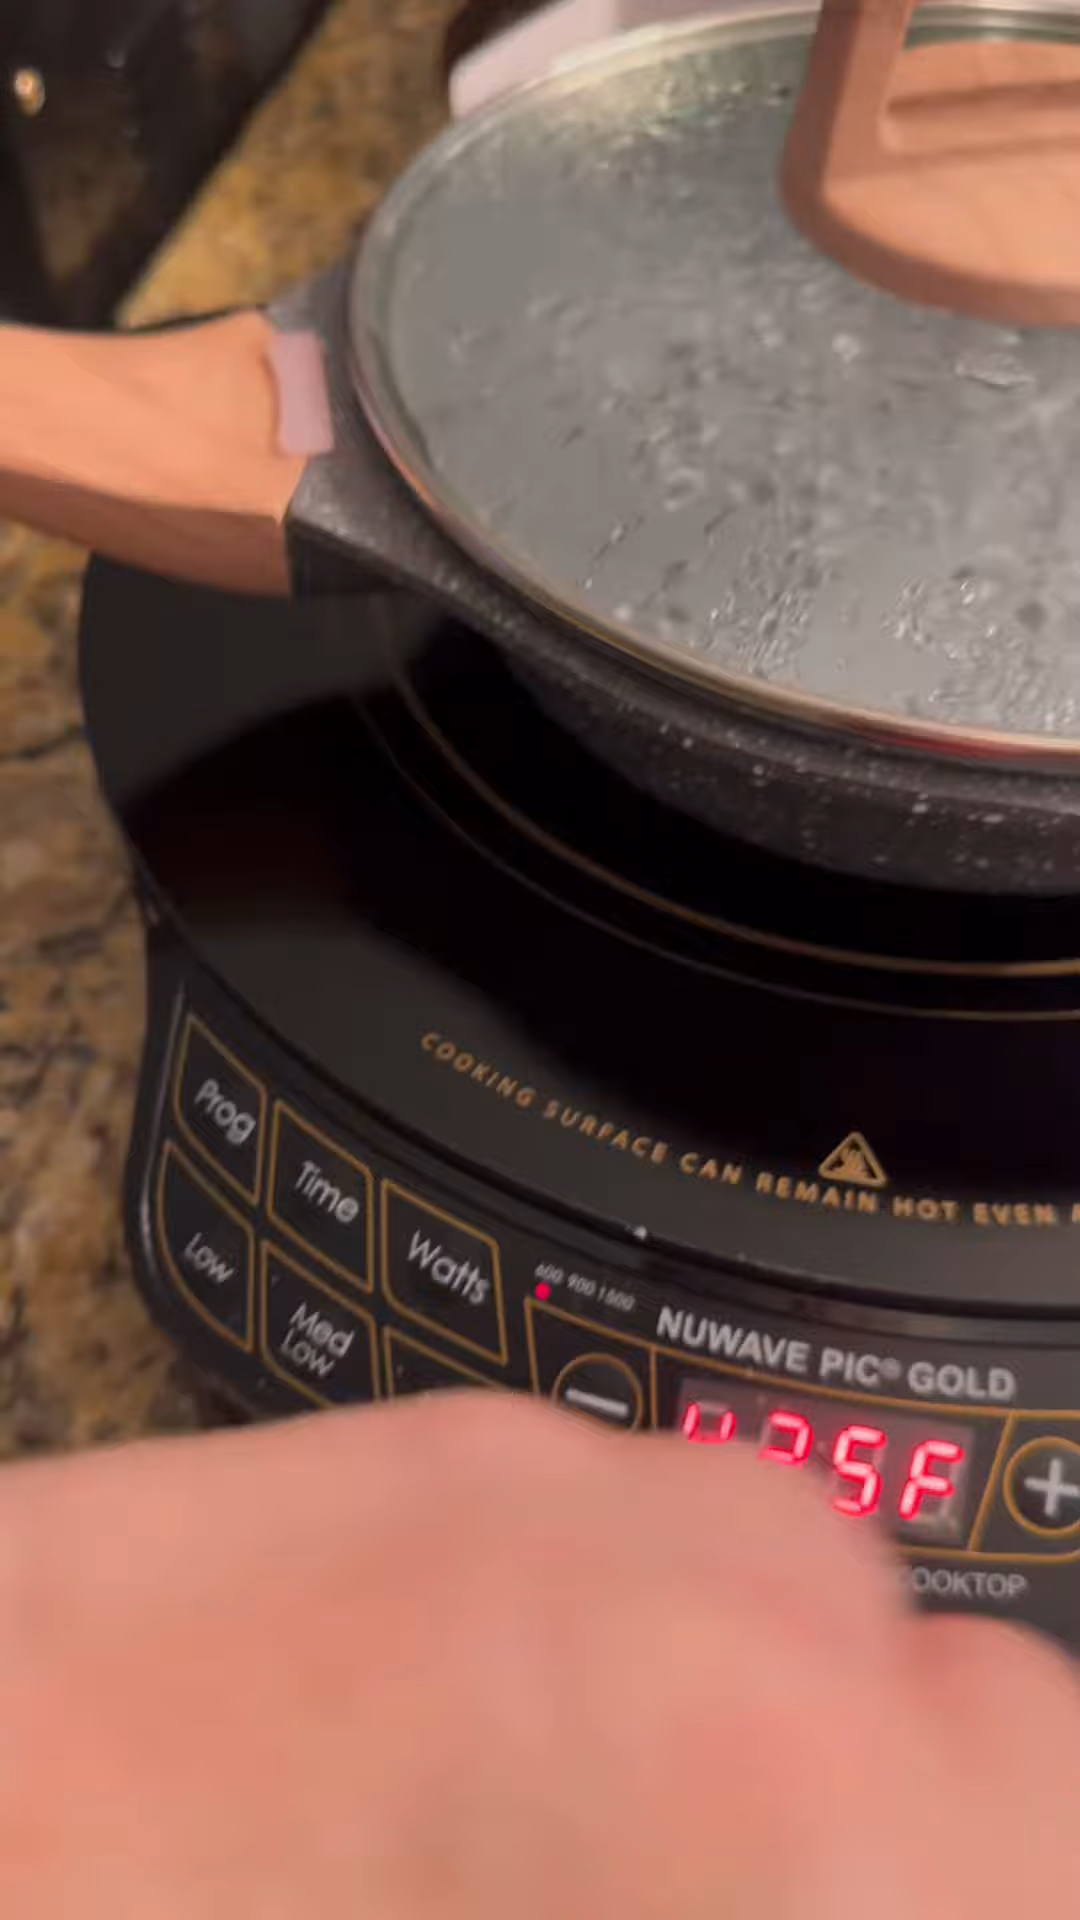 COOKING SURFACE CAN REMAIN HOT EVEN
Prog
Time
Watts
Low
Med
Low
600 900 1500
NUWAVE PIC® GOLD
5F
COOKTOP